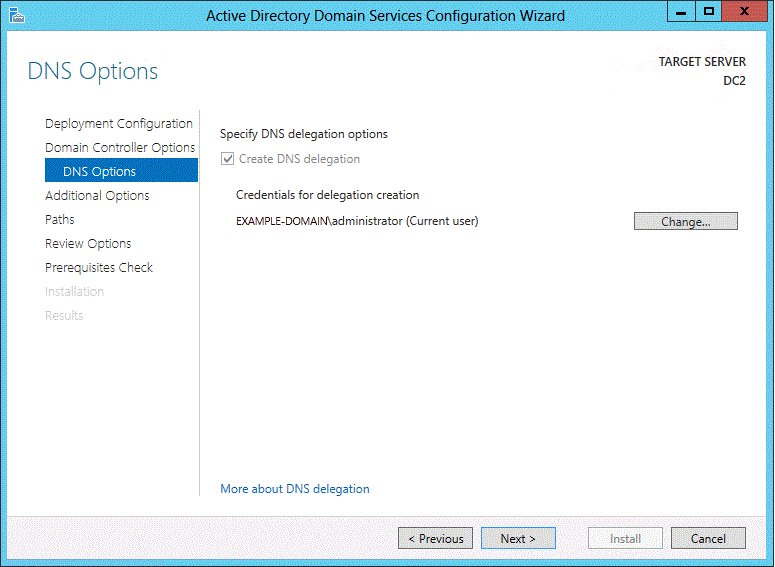 Active Directory Domain Services Configuration Wizard
DNS Options
TARGET SERVER
DC2
Deployment Configuration
Domain Controller Options
DNS Options
Additional Options
Paths
Review Options
Prerequisites Check
Installation
Results
Specify DNS delegation options
Create DNS delegation
Credentials for delegation creation
EXAMPLE-DOMAIN\administrator (Current user)
Change...
More about DNS delegation
< Previous
Next >
Install
Cancel